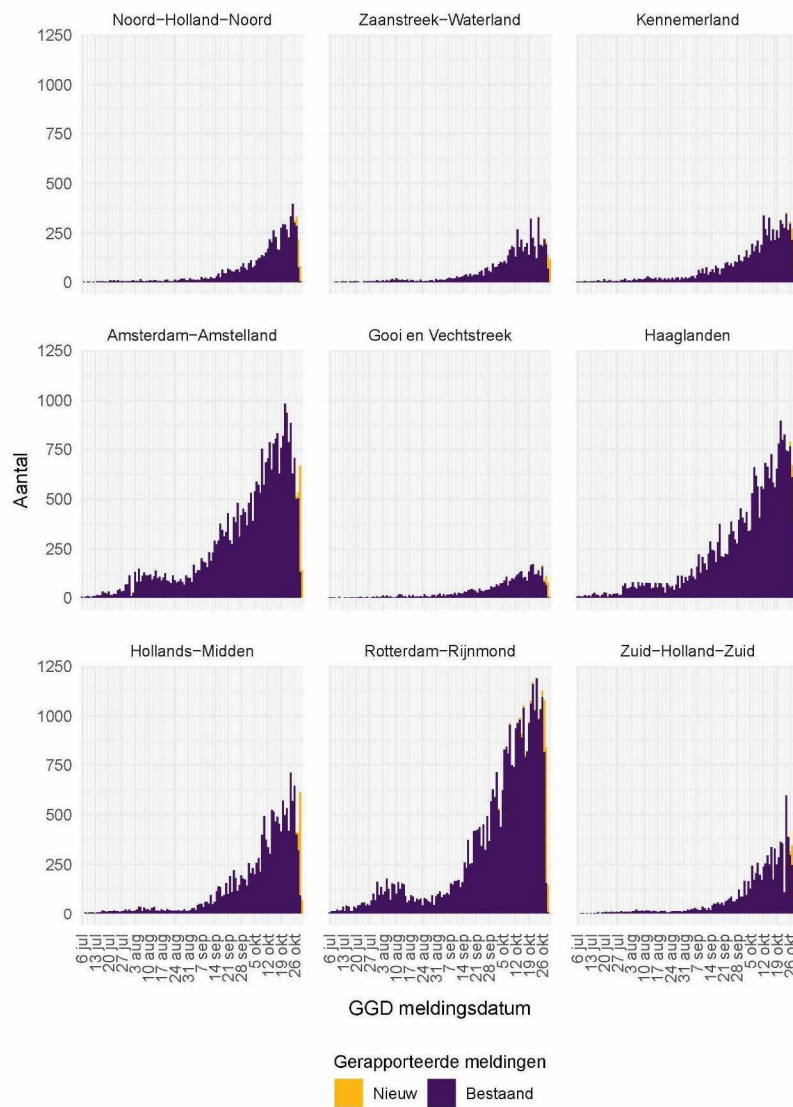 Noord−Holland−Noord Zaanstreek−Waterland Kennemerland
1250
1000
750
500
250
0
Amsterdam−Amstelland Gooi en Vechtstreek Haaglanden
1250
1000
750
500
250
0
Aantal
Hollands−Midden Rotterdam−Rijnmond Zuid−Holland−Zuid
1250
1000
750
500
250
0
6 jul
13 jul
20 jul
27 jul
3 aug
10 aug
17 aug
24 aug
31 aug
7 sep
14 sep
21 sep
28 sep
5 okt
12 okt
19 okt
26 okt
6 jul
13 jul
20 jul
27 jul
3 aug
10 aug
17 aug
24 aug
31 aug
7 sep
14 sep
21 sep
28 sep
5 okt
12 okt
19 okt
26 okt
6 jul
13 jul
20 jul
27 jul
3 aug
10 aug
17 aug
24 aug
31 aug
7 sep
14 sep
21 sep
28 sep
5 okt
12 okt
19 okt
26 okt
GGD meldingsdatum
Gerapporteerde meldingen
Nieuw Bestaand